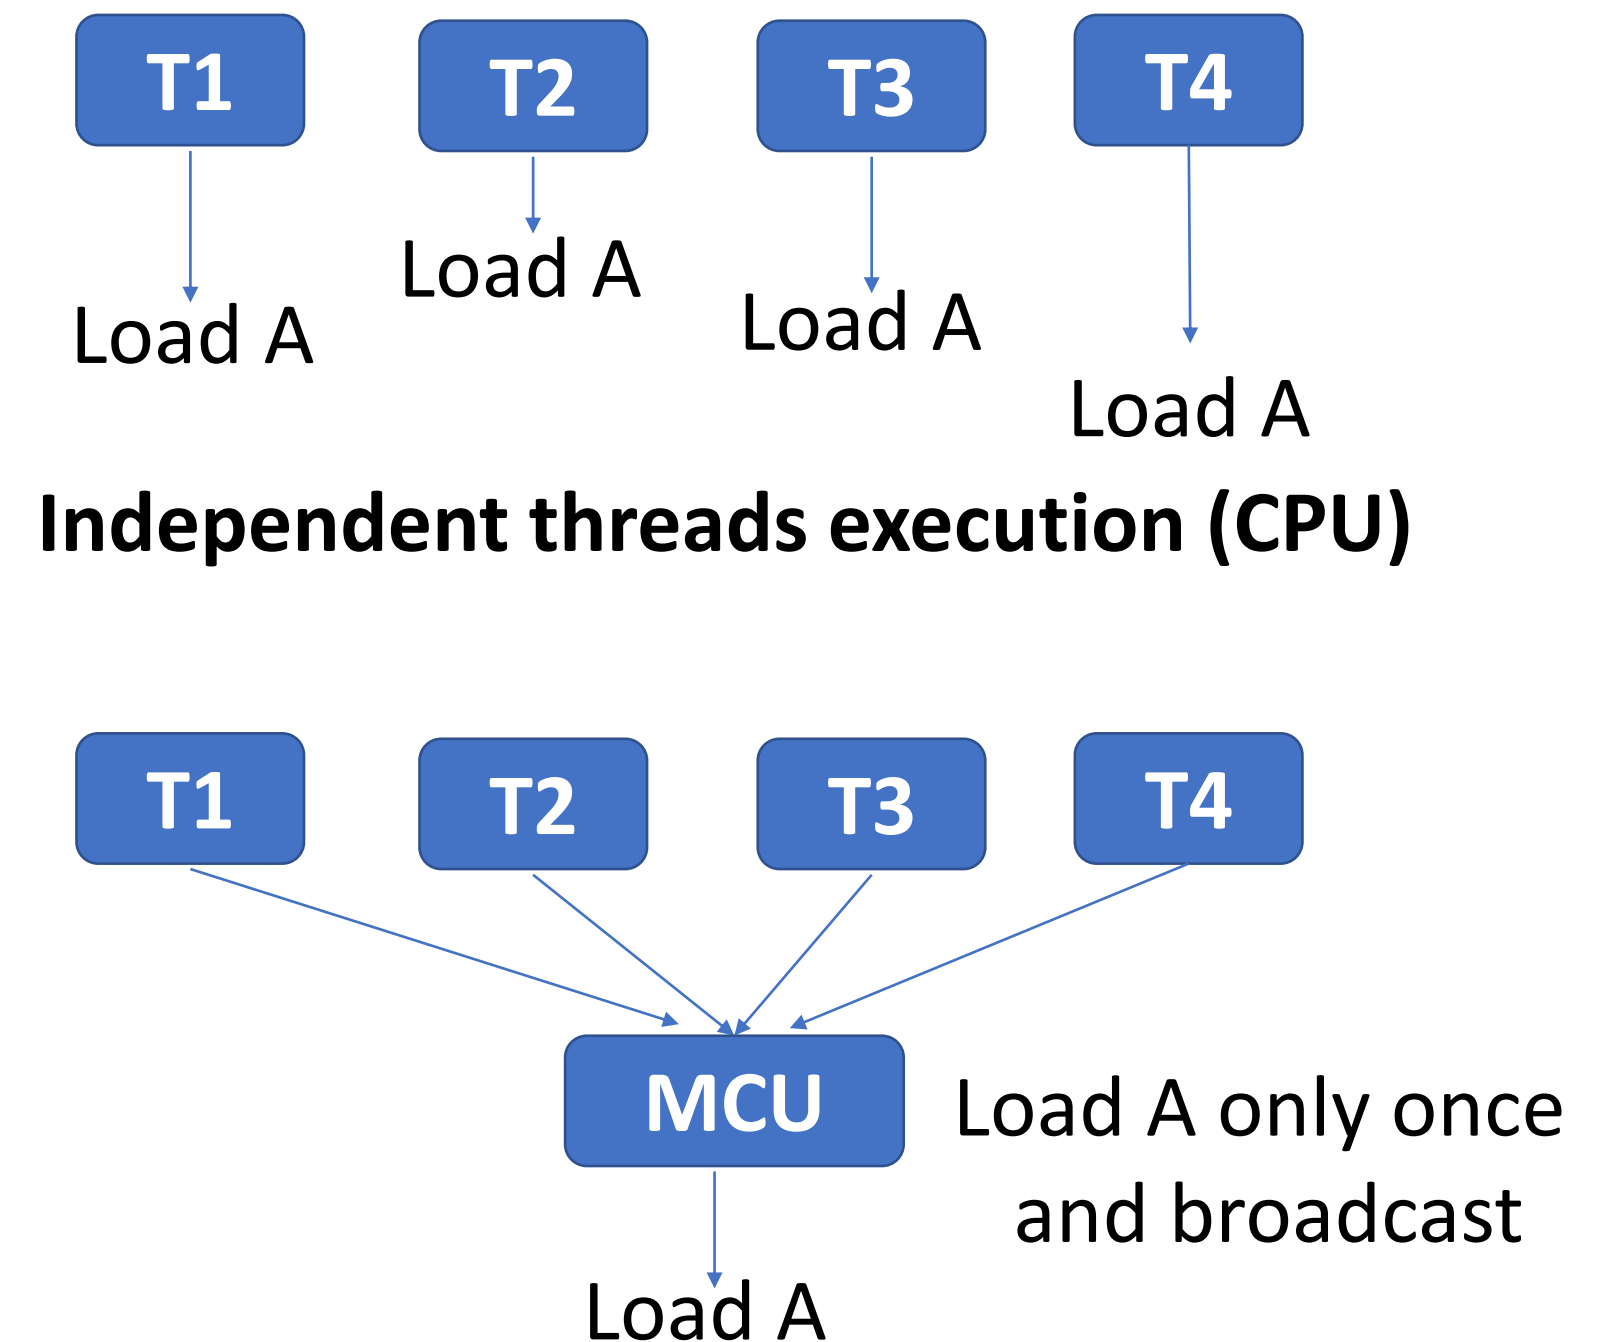 T1
T2
T3
T4
Load A
Load A
Load A
Load A
Independent threads execution (CPU)
T1
T2
T3
T4
MCU
Load A only once
and broadcast
Load A